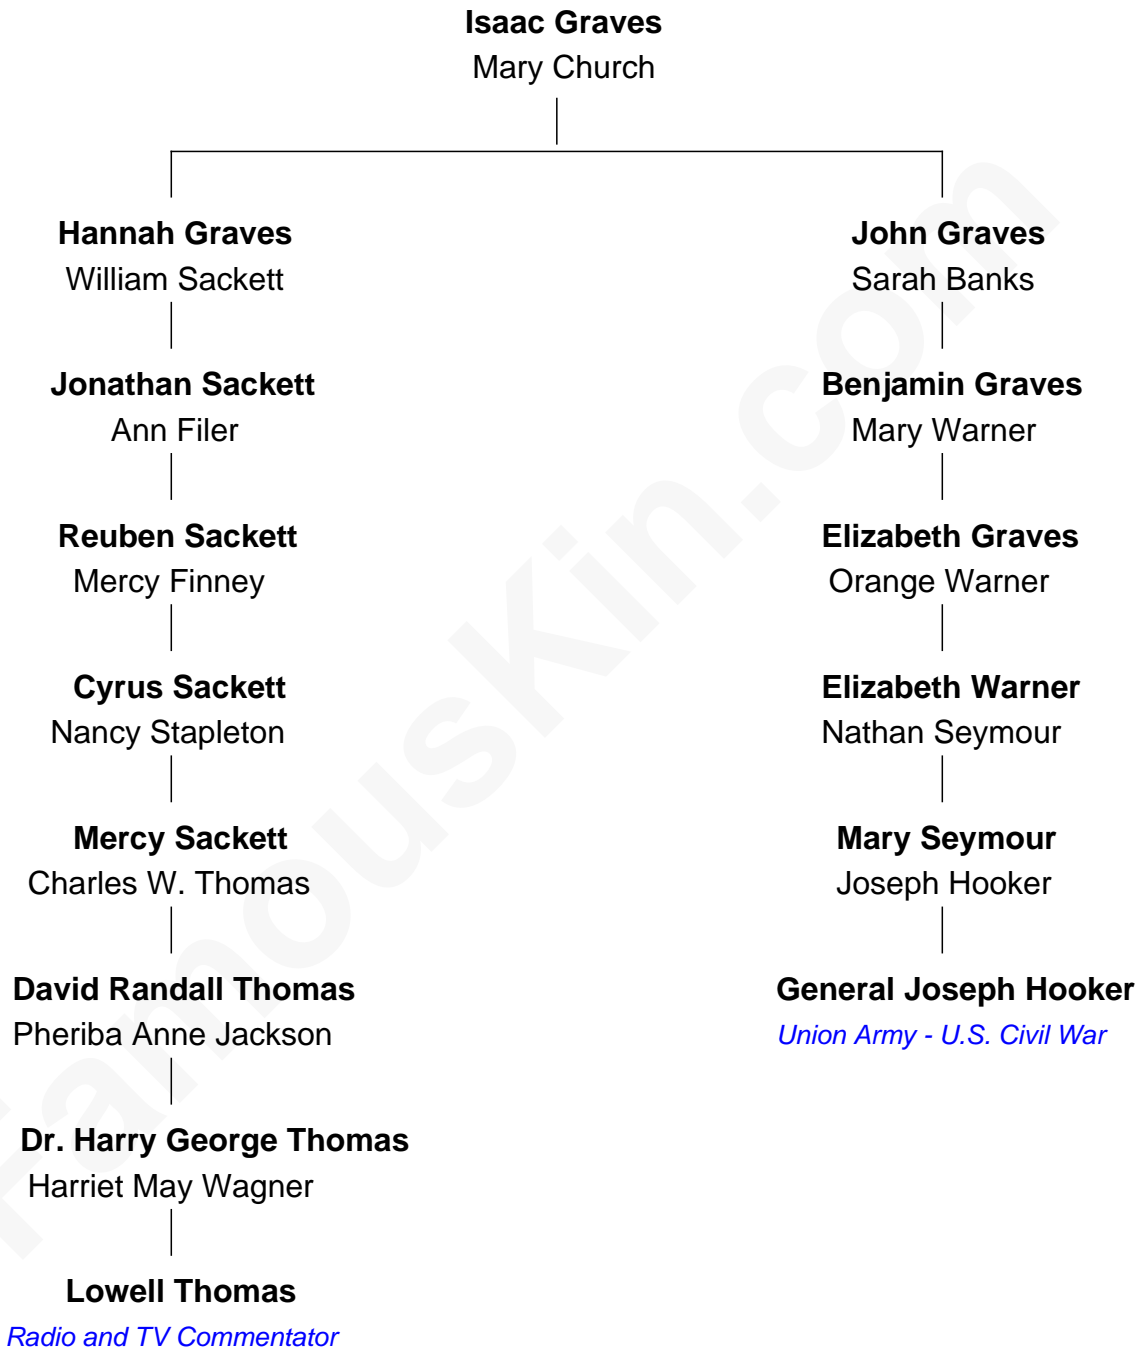 Isaac Graves
Mary Church
Hannah Graves
William Sackett
John Graves
Sarah Banks
Jonathan Sackett
Ann Filer
Benjamin Graves
Mary Warner
Reuben Sackett
Mercy Finney
Elizabeth Graves
Orange Warner
Cyrus Sackett
Nancy Stapleton
Elizabeth Warner
Nathan Seymour
Mercy Sackett
Charles W. Thomas
Mary Seymour
Joseph Hooker
David Randall Thomas
Pheriba Anne Jackson
General Joseph Hooker
Union Army - U.S. Civil War
Dr. Harry George Thomas
Harriet May Wagner
Lowell Thomas
Radio and TV Commentator
FamousKin.com